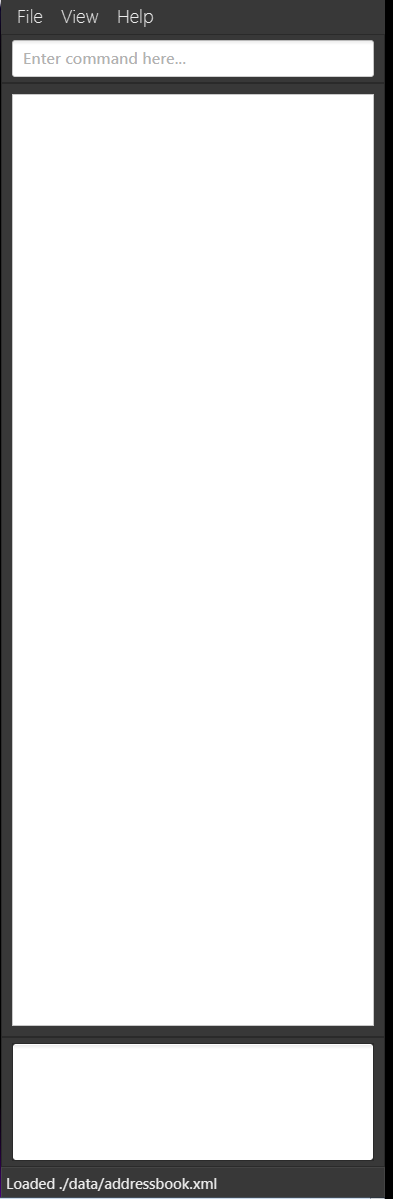 File View Help
Enter command here...
Loaded ./data/addressbook.xml